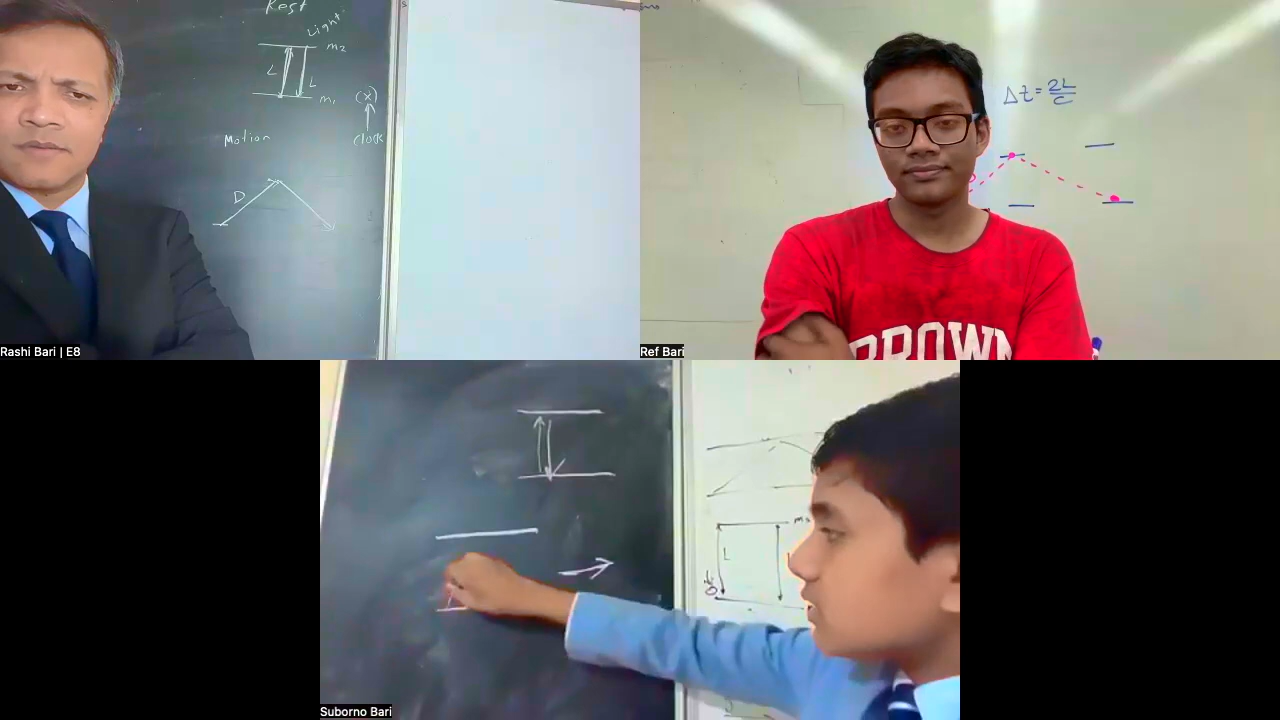 Rest
Light
m2
L
L
m1
(x)
Motion
clock
D
Rashi Bari | E8
Δt = 2L/c
BROWN
Ref Bari
L
Suborno Bari